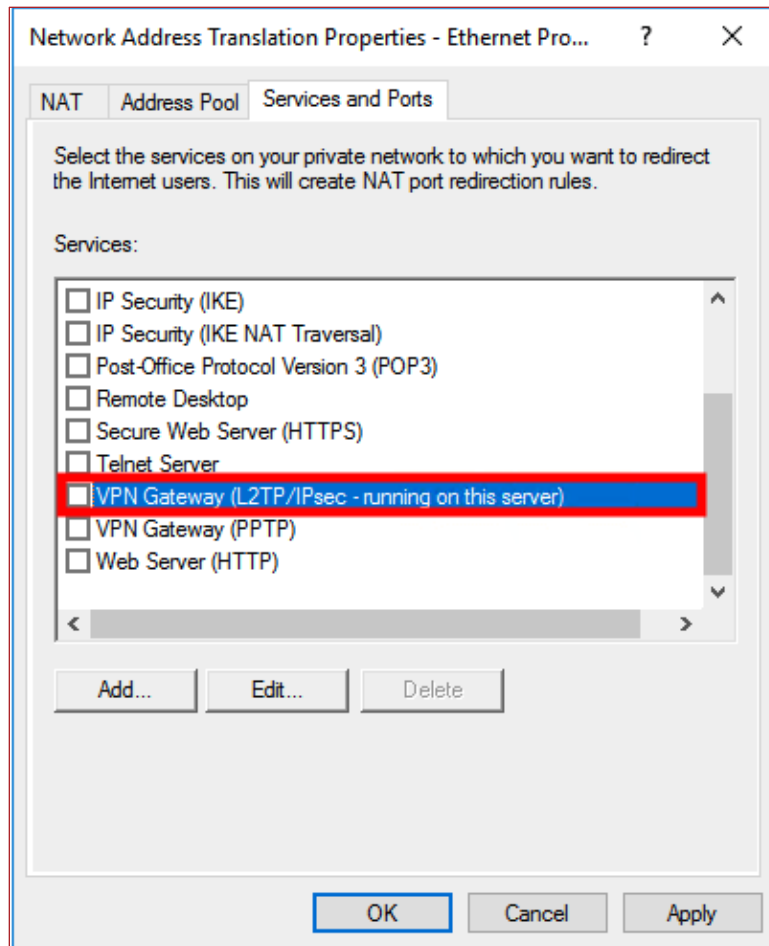 Network Address Translation Properties - Ethernet Pro... ? ×
NAT Address Pool Services and Ports
Select the services on your private network to which you want to redirect
the Internet users. This will create NAT port redirection rules.
Services:
IP Security (IKE)
IP Security (IKE NAT Traversal)
Post-Office Protocol Version 3 (POP3)
Remote Desktop
Secure Web Server (HTTPS)
Telnet Server
VPN Gateway (L2TP/IPsec - running on this server)
VPN Gateway (PPTP)
Web Server (HTTP)
Add... Edit... Delete
OK Cancel Apply